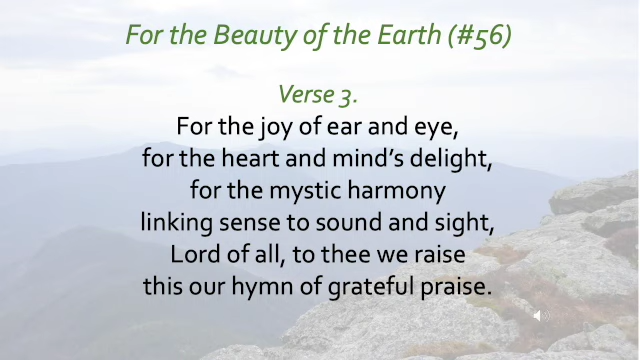 For the Beauty of the Earth (#56)
Verse 3.
For the joy of ear and eye,
for the heart and mind’s delight,
for the mystic harmony
linking sense to sound and sight,
Lord of all, to thee we raise
this our hymn of grateful praise.